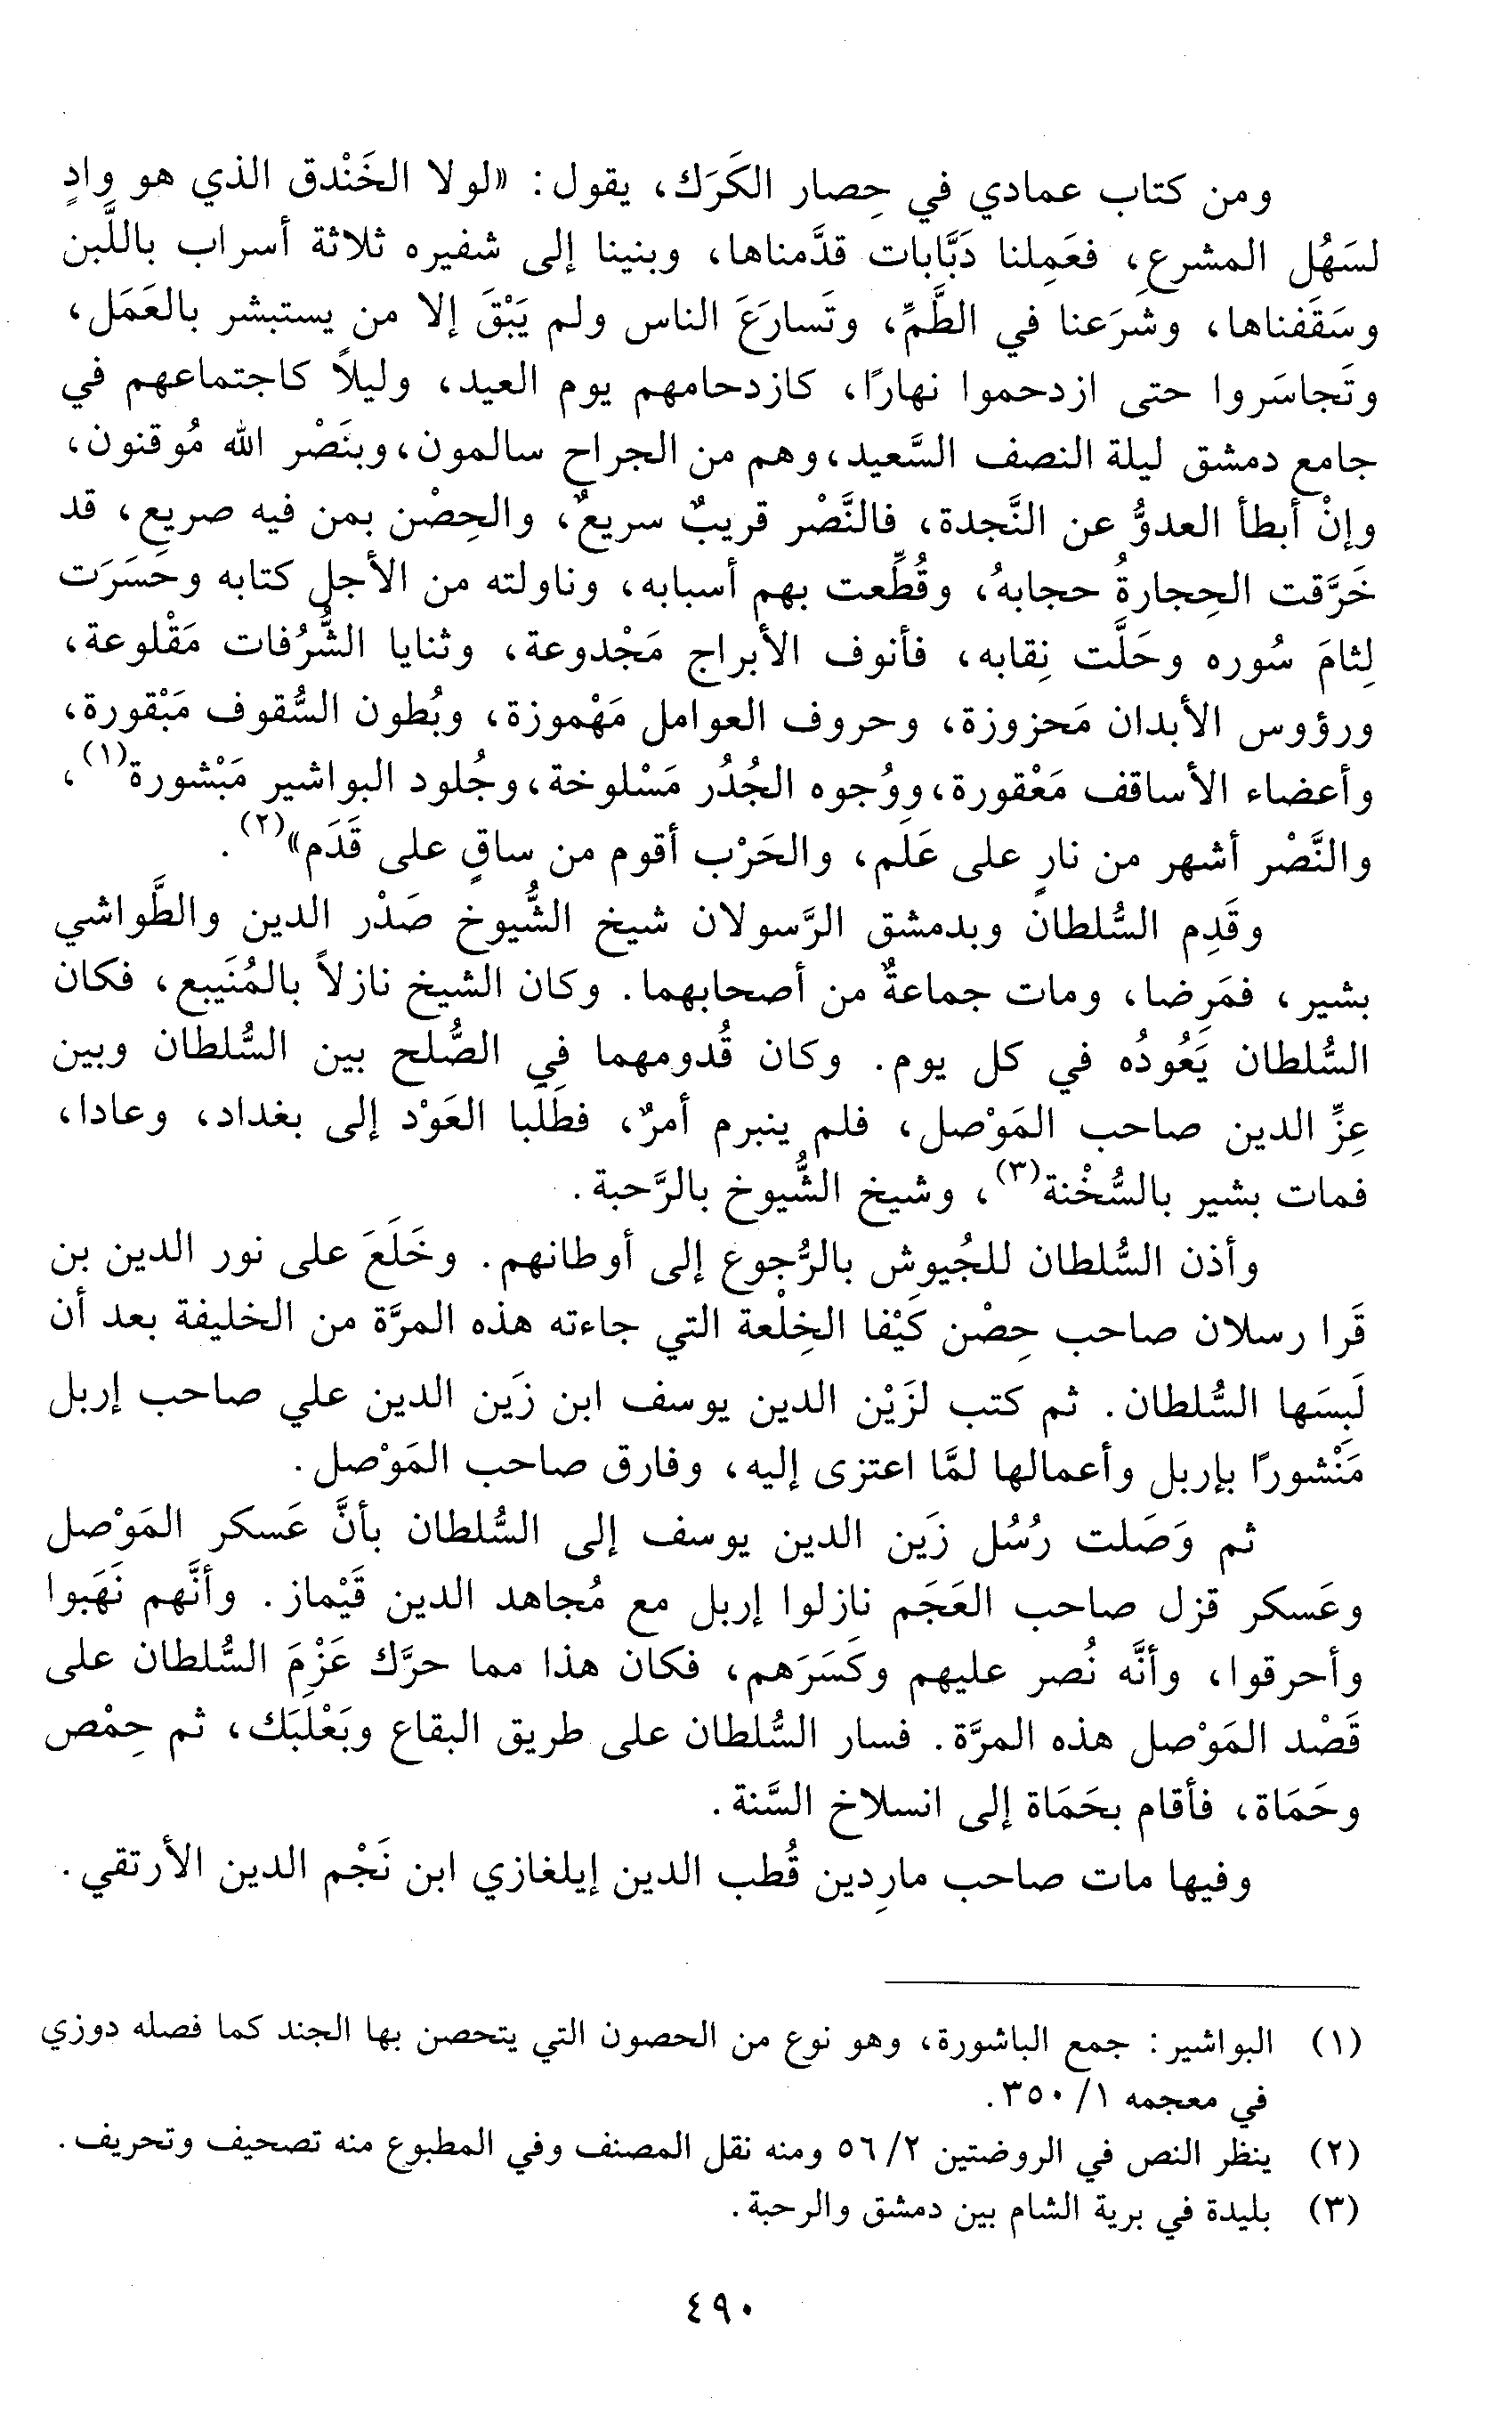 ومن كتاب عمادي في حِصار الكَرَك، يقول: «لولا الخَنْدق الذي هو وادٍ
لسَهُل المشرعِ، فعَمِلنا دَبَّابات قدَّمناها، وبنينا إلى شفيره ثلاثة أسراب باللَّبن
وسَقَفناها، وشرَعنا في الطَّمِّ، وتَسارَعَ الناس ولم يَبْقَ إلا من يستبشر بالعَمَل،
وتَجاسَروا حتى ازدحموا نهارًا، كازدحامهم يوم العيد، وليلاً كاجتماعهم في
جامع دمشق ليلة النصف السَّعيد، وهم من الجراح سالمون، وبنَصْر الله مُوقنون،
وإنْ أبطأ العدوُّ عن النَّجدة، فالنَّصْر قريبٌ سريعٌ، والحِصْن بمن فيه صريع، قد
خَرَّقت الحِجارةُ حجابهُ، وقُطِّعت بهم أسبابه، وناولته من الأجل كتابه وحَسَرَت
لِثامَ سُوره وحَلَّت نِقابه، فأنوف الأبراج مَجْدوعة، وثنايا الشُّرُفات مَقْلوعة،
ورؤوس الأبدان مَحزوزة، وحروف العوامل مَهْموزة، وبُطون السُّقوف مَبْقورة،
وأعضاء الأساقف مَعْقورة، ووُجوه الجُدُر مَسْلوخة، وجُلود البواشير مَبْشورة(١)،
والنَّصْر أشهر من نارٍ على عَلَم، والحَرْب أقوم من ساقٍ على قَدَم»(٢).
وقَدِم السُّلطان وبدمشق الرَّسولان شيخ الشُّيوخ صَدْر الدين والطَّواشي
بشير، فمَرِضا، ومات جماعةٌ من أصحابهما. وكان الشيخ نازلاً بالمُنَيبع، فكان
السُّلطان يَعُودُه في كل يوم. وكان قُدومهما في الصُّلح بين السُّلطان وبين
عِزِّ الدين صاحب المَوْصل، فلم ينبرم أمرٌ، فطَلَبا العَوْد إلى بغداد، وعادا،
فمات بشير بالسُّخْنة(٣)، وشيخ الشُّيوخ بالرَّحبة.
وأذن السُّلطان للجُيوش بالرُّجوع إلى أوطانهم. وخَلَعَ على نور الدين بن
قَرا رسلان صاحب حِصْن كَيْفا الخِلْعة التي جاءته هذه المرَّة من الخليفة بعد أن
لَبِسَها السُّلطان. ثم كتب لزَيْن الدين يوسف ابن زَين الدين علي صاحب إربل
مَنْشورًا بإربل وأعمالها لمَّا اعتزى إليه، وفارق صاحب المَوْصل.
ثم وَصَلت رُسُل زَين الدين يوسف إلى السُّلطان بأنَّ عَسكر المَوْصل
وعَسكر قزل صاحب العَجَم نازلوا إربل مع مُجاهد الدين قَيْماز. وأنَّهم نَهَبوا
وأحرقوا، وأنَّه نُصر عليهم وكَسَرَهم، فكان هذا مما حرَّك عَزْمَ السُّلطان على
قَصْد المَوْصل هذه المرَّة. فسار السُّلطان على طريق البقاع وبَعْلَبَك، ثم حِمْص
وحَمَاة، فأقام بحَمَاة إلى انسلاخ السَّنة.
وفيها مات صاحب مارِدين قُطب الدين إيلغازي ابن نَجْم الدين الأرتقي.
(١) البواشير: جمع الباشورة، وهو نوع من الحصون التي يتحصن بها الجند كما فصله دوزي
في معجمه ١/ ٣٥٠.
(٢) ينظر النص في الروضتين ٢/ ٥٦ ومنه نقل المصنف وفي المطبوع منه تصحيف وتحريف.
(٣) بليدة في برية الشام بين دمشق والرحبة.
٤٩٠